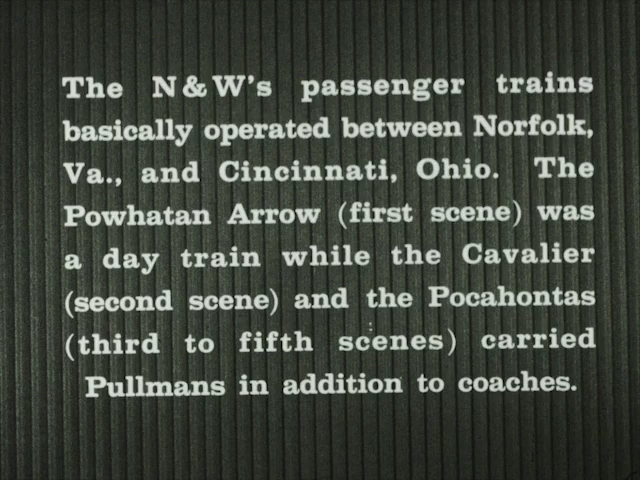 The N&W's passenger trains
basically operated between Norfolk,
Va., and Cincinnati, Ohio. The
Powhatan Arrow (first scene) was
a day train while the Cavalier
(second scene) and the Pocahontas
(third to fifth scenes) carried
Pullmans in addition to coaches.